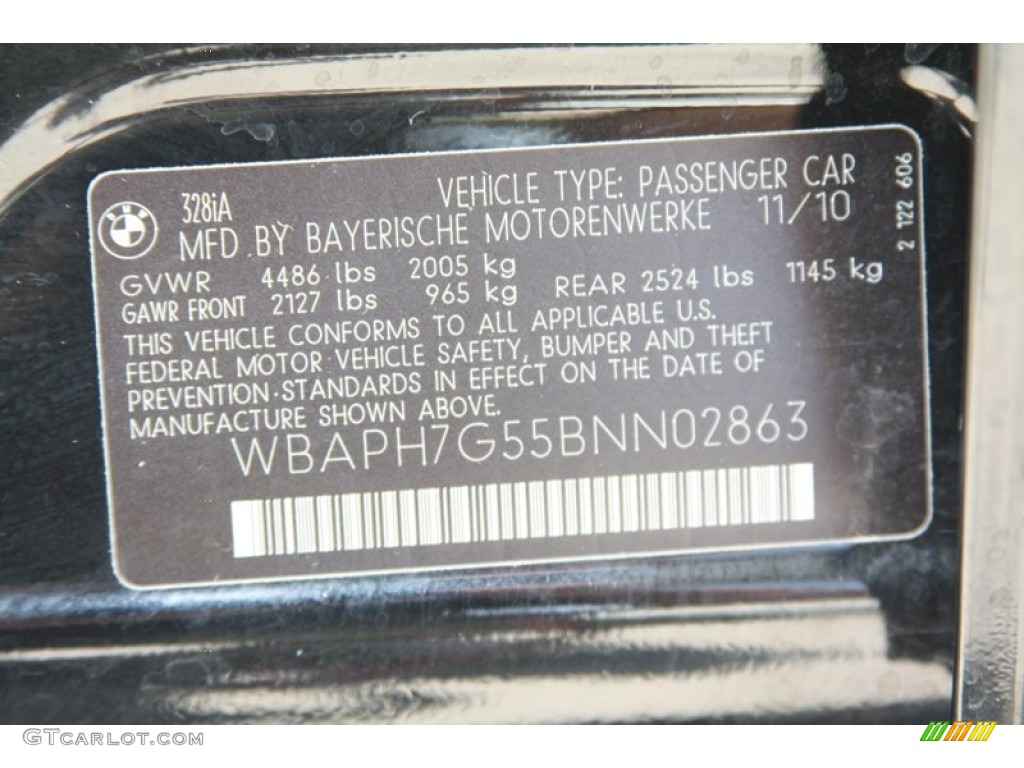 VEHICLE TYPE: PASSENGER CAR
328iA
MFD BY BAYERISCHE MOTORENWERKE 11/10
GVWR 4486 lbs 2005 kg
GAWR FRONT 2127 lbs 965 kg REAR 2524 lbs 1145 kg
THIS VEHICLE CONFORMS TO ALL APPLICABLE U.S.
FEDERAL MOTOR VEHICLE SAFETY, BUMPER AND THEFT
PREVENTION-STANDARDS IN EFFECT ON THE DATE OF
MANUFACTURE SHOWN ABOVE.
WBAPH7G55BNN02863
2 122 606
BMW
GTCARLOT.COM